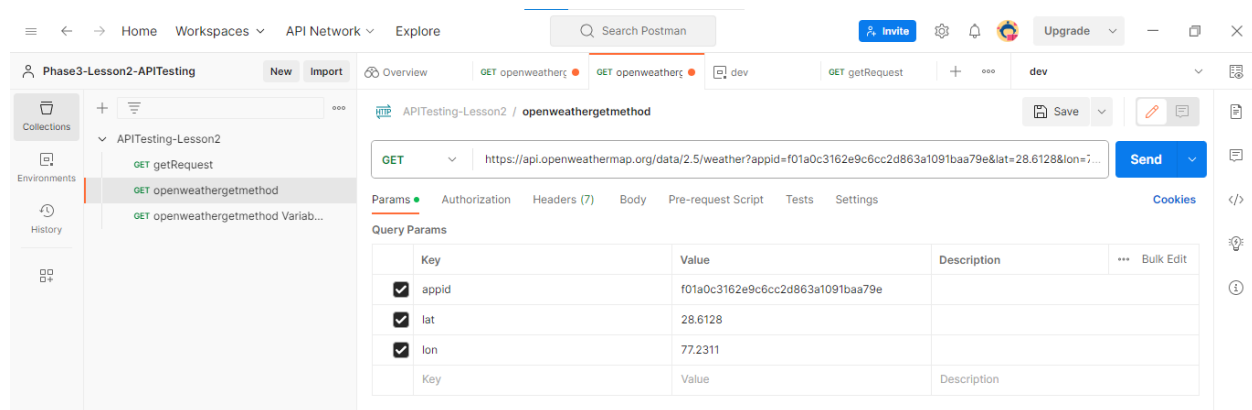 Home Workspaces API Network Explore Search Postman Invite Upgrade
Phase3-Lesson2-APITesting New Import Overview GET openweatherg GET openweatherg dev GET getRequest dev
Collections
Environments
History
APITesting-Lesson2
GET getRequest
GET openweathergetmethod
GET openweathergetmethod Variab...
HTTP APITesting-Lesson2 / openweathergetmethod Save
GET https://api.openweathermap.org/data/2.5/weather?appid=f01a0c3162e9c6cc2d863a1091baa79e&lat=28.6128&lon=7... Send
Params Authorization Headers (7) Body Pre-request Script Tests Settings Cookies
Query Params
Key Value Description Bulk Edit
appid f01a0c3162e9c6cc2d863a1091baa79e
lat 28.6128
lon 77.2311
Key Value Description